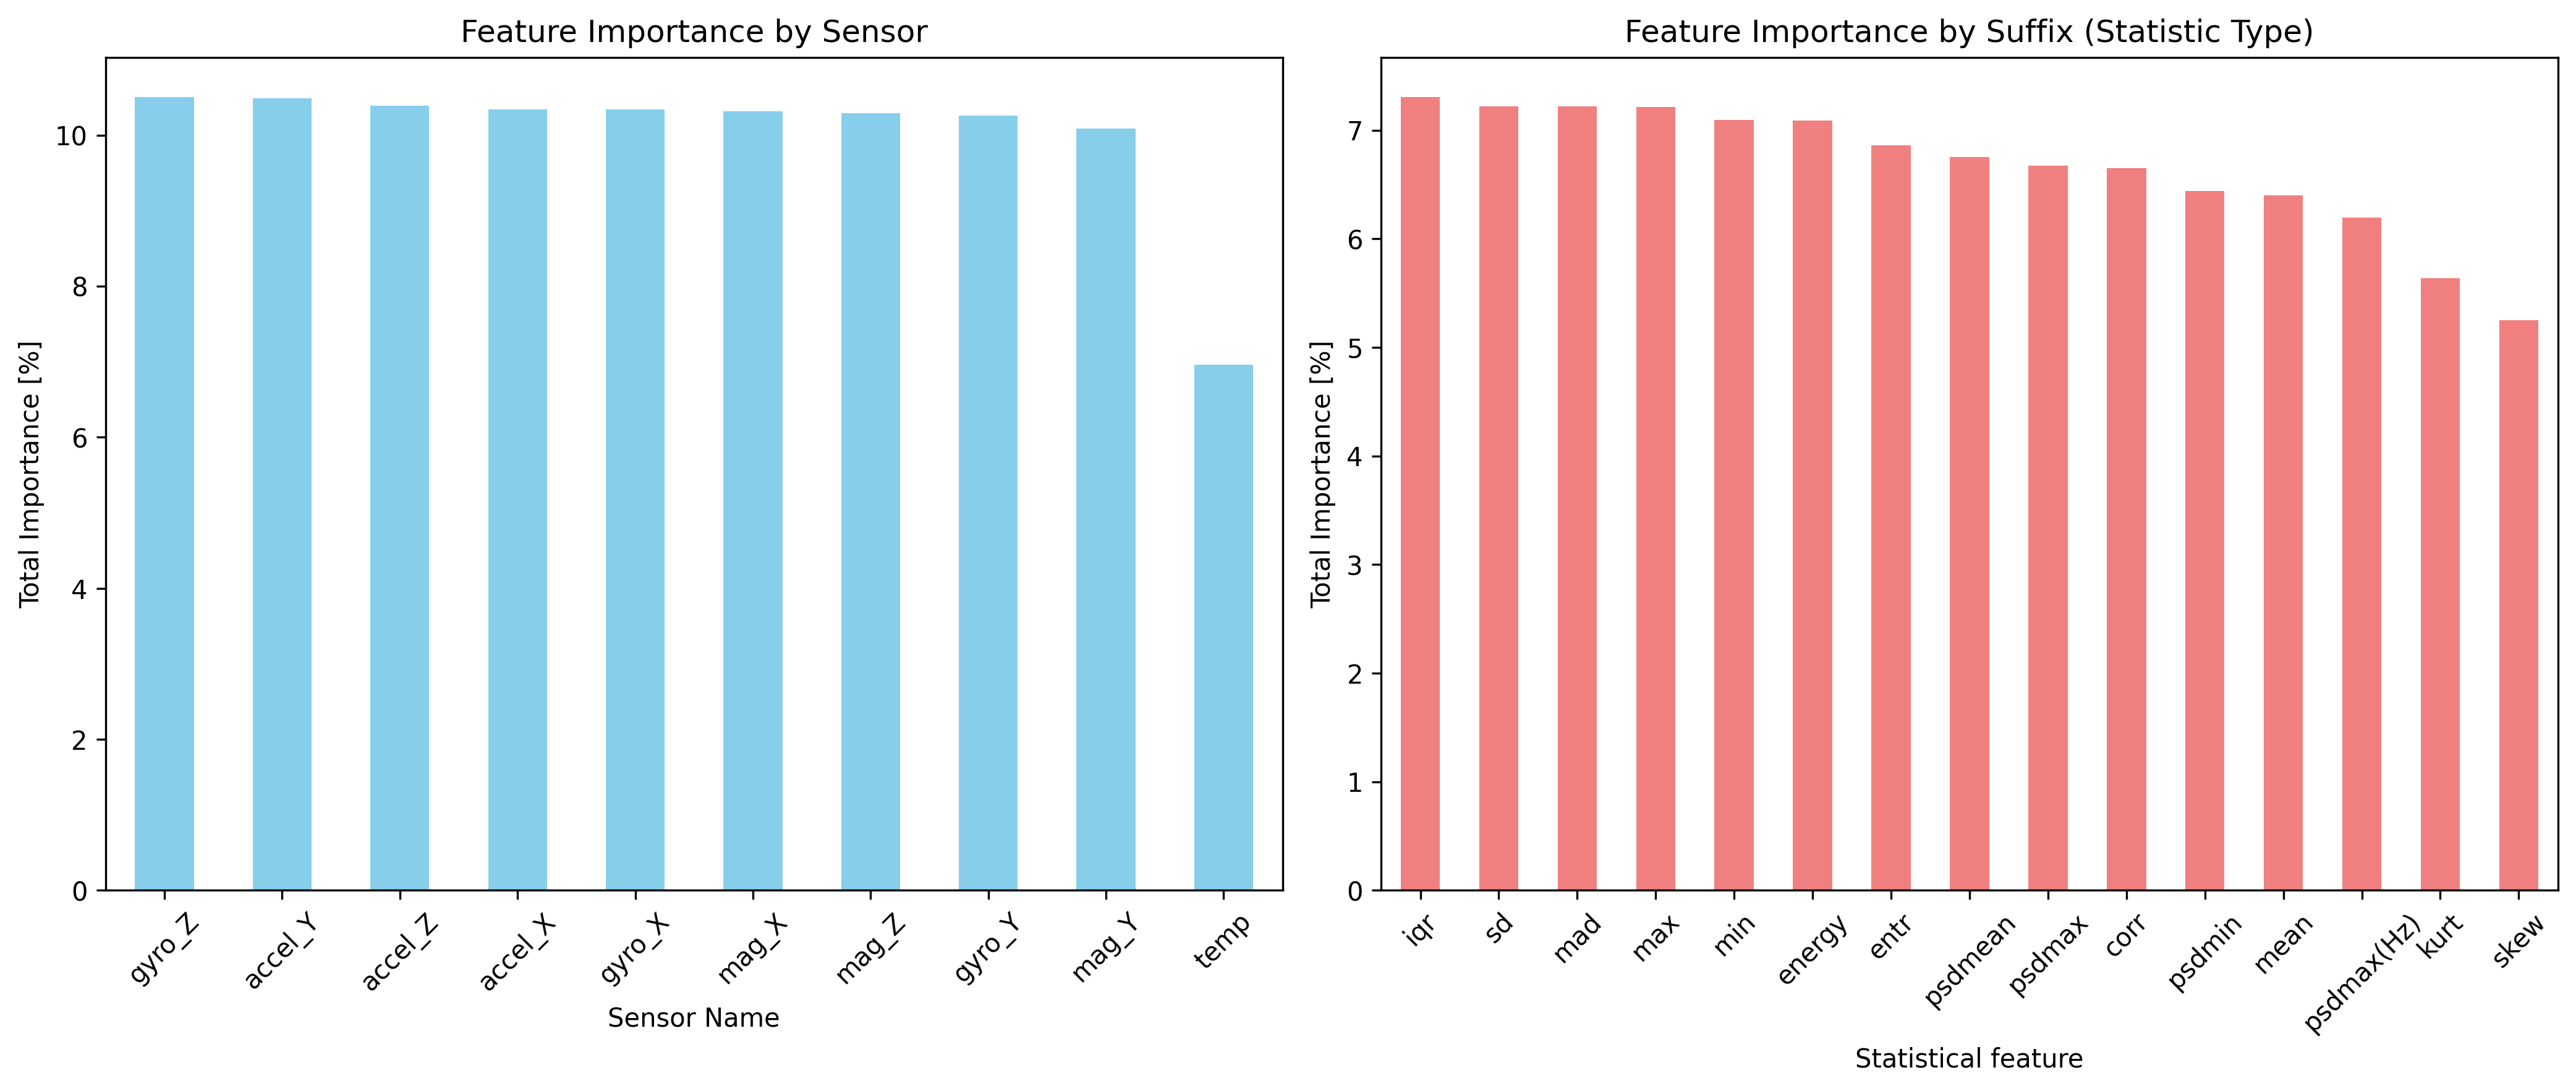 Feature Importance by Sensor
Total Importance [%]
10
8
6
4
2
0
gyro_Z
accel_Y
accel_Z
accel_X
gyro_X
mag_X
mag_Z
gyro_Y
mag_Y
temp
Sensor Name
Feature Importance by Suffix (Statistic Type)
Total Importance [%]
7
6
5
4
3
2
1
0
iqr
sd
mad
max
min
energy
entr
psdmean
psdmax
corr
psdmin
mean
psdmax(Hz)
kurt
skew
Statistical feature